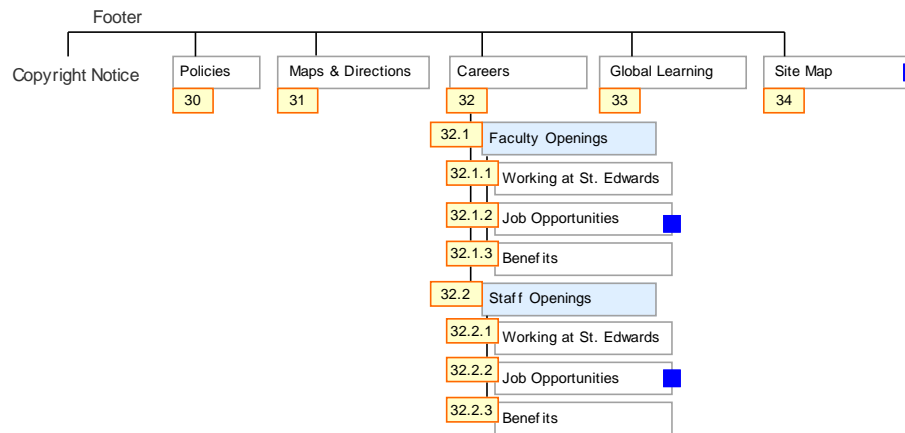 Footer
Copyright Notice
Policies
30
Maps & Directions
31
Careers
32
Global Learning
33
Site Map
34
32.1
Faculty Openings
32.1.1
Working at St. Edwards
32.1.2
Job Opportunities
32.1.3
Benefits
32.2
Staff Openings
32.2.1
Working at St. Edwards
32.2.2
Job Opportunities
32.2.3
Benefits